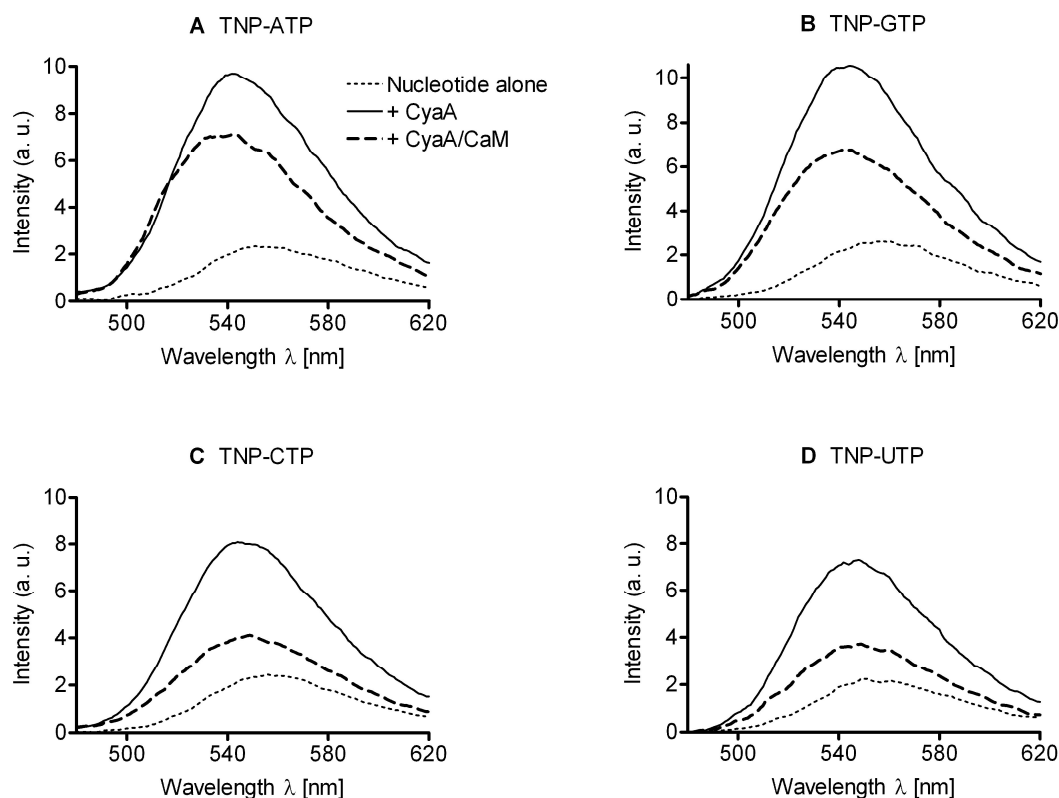 A TNP-ATP
10
8
6
4
2
0
Intensity (a. u.)
500 540 580 620
Wavelength λ [nm]
Nucleotide alone
+ CyaA
+ CyaA/CaM
B TNP-GTP
10
8
6
4
2
0
Intensity (a. u.)
500 540 580 620
Wavelength λ [nm]
C TNP-CTP
10
8
6
4
2
0
Intensity (a. u.)
500 540 580 620
Wavelength λ [nm]
D TNP-UTP
10
8
6
4
2
0
Intensity (a. u.)
500 540 580 620
Wavelength λ [nm]